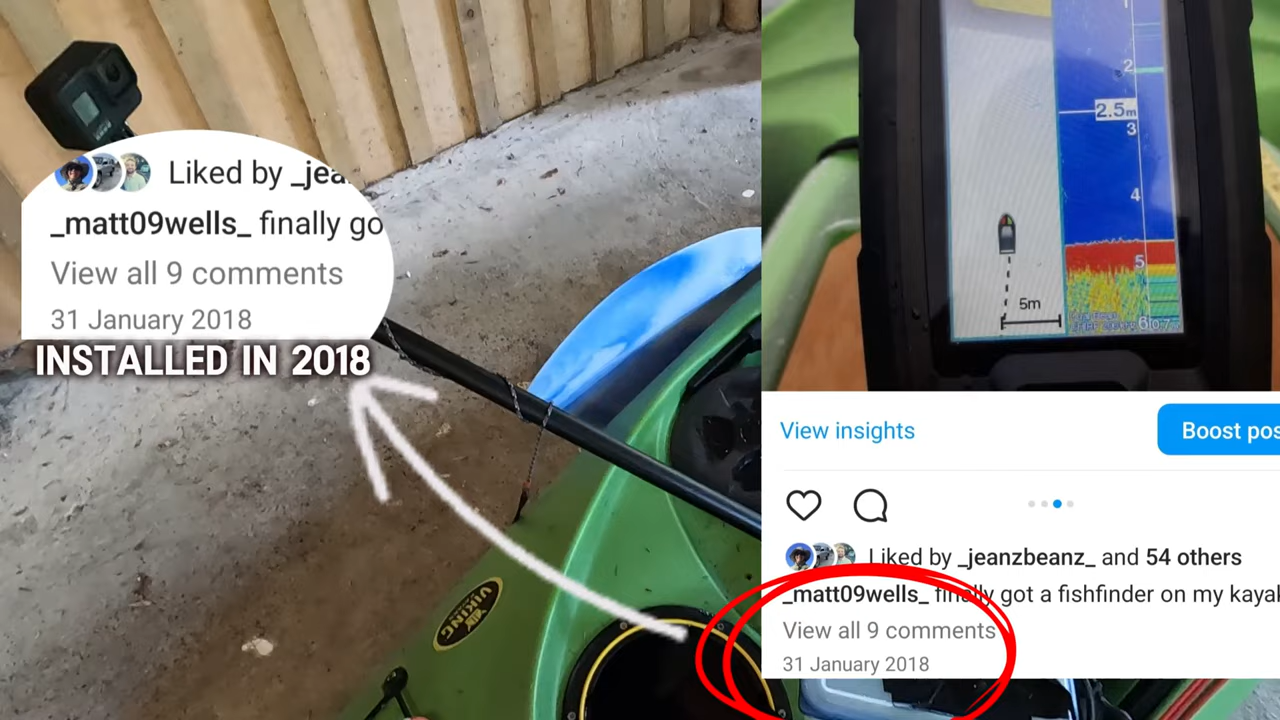 Liked by _jea
_matt09wells_ finally go
View all 9 comments
31 January 2018
INSTALLED IN 2018
VIKING
2
2.5m
3
4
5
5m
View insights
Boost pos
Liked by _jeanzbeanz_ and 54 others
_matt09wells_ finally got a fishfinder on my kayak
View all 9 comments
31 January 2018